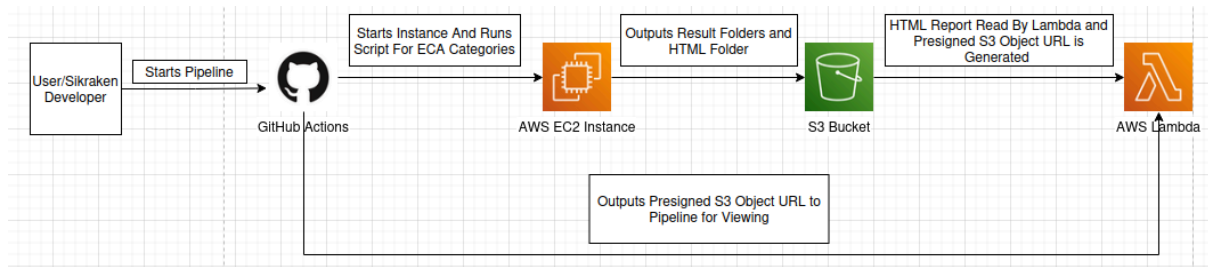 User/Sikraken
Developer
Starts Pipeline
GitHub Actions
Starts Instance And Runs
Script For ECA Categories
AWS EC2 Instance
Outputs Result Folders and
HTML Folder
S3 Bucket
HTML Report Read By Lambda and
Presigned S3 Object URL is
Generated
AWS Lambda
Outputs Presigned S3 Object URL to
Pipeline for Viewing